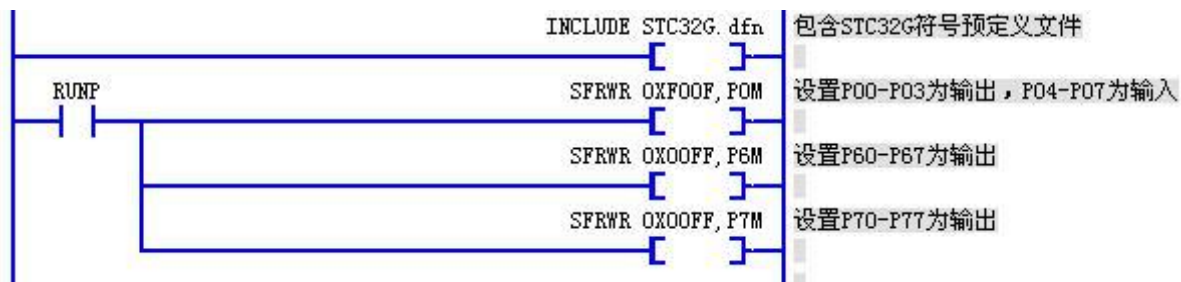 INCLUDE STC32G.dfn 包含STC32G符号预定义文件
RUNP SFRWR 0XF00F,P0M 设置P00-P03为输出，P04-P07为输入
SFRWR 0X00FF,P6M 设置P60-P67为输出
SFRWR 0X00FF,P7M 设置P70-P77为输出